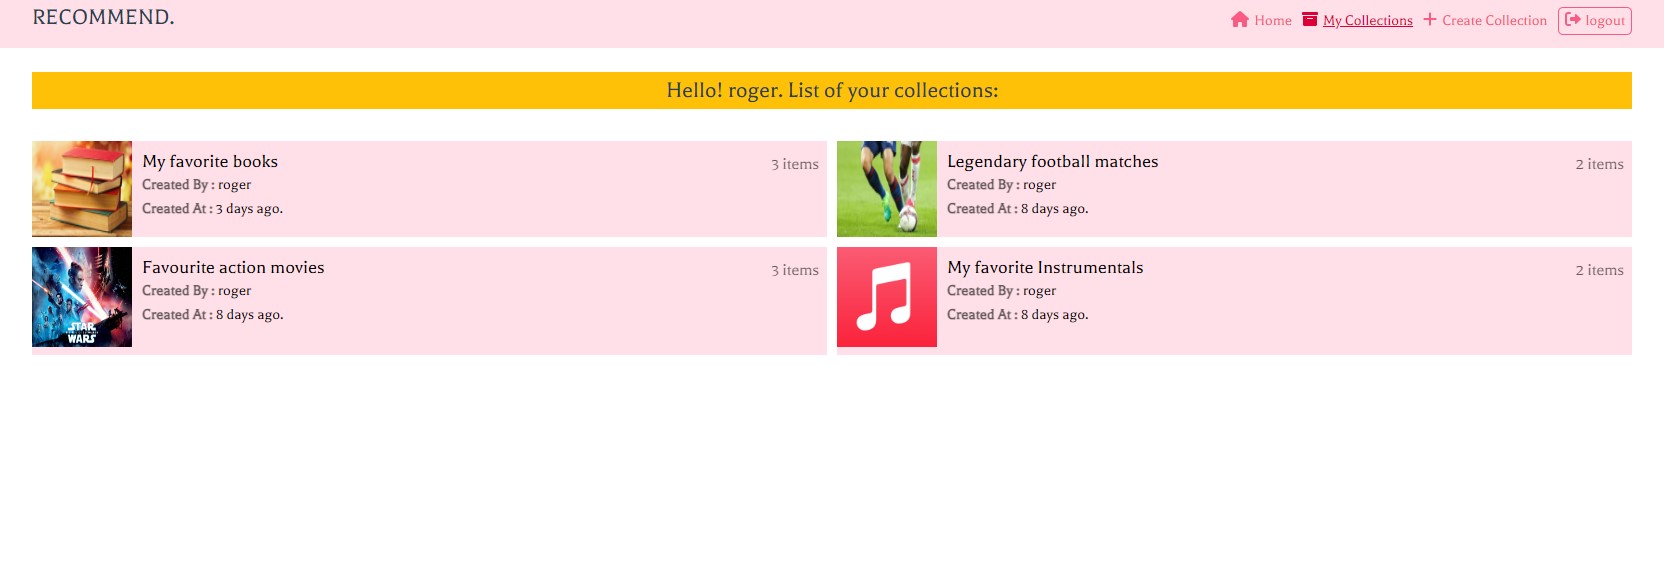 RECOMMEND.
Home My Collections Create Collection logout
Hello! roger. List of your collections:
My favorite books
3 items
Created By : roger
Created At : 3 days ago.
Legendary football matches
2 items
Created By : roger
Created At : 8 days ago.
STAR
WARS
Favourite action movies
3 items
Created By : roger
Created At : 8 days ago.
My favorite Instrumentals
2 items
Created By : roger
Created At : 8 days ago.